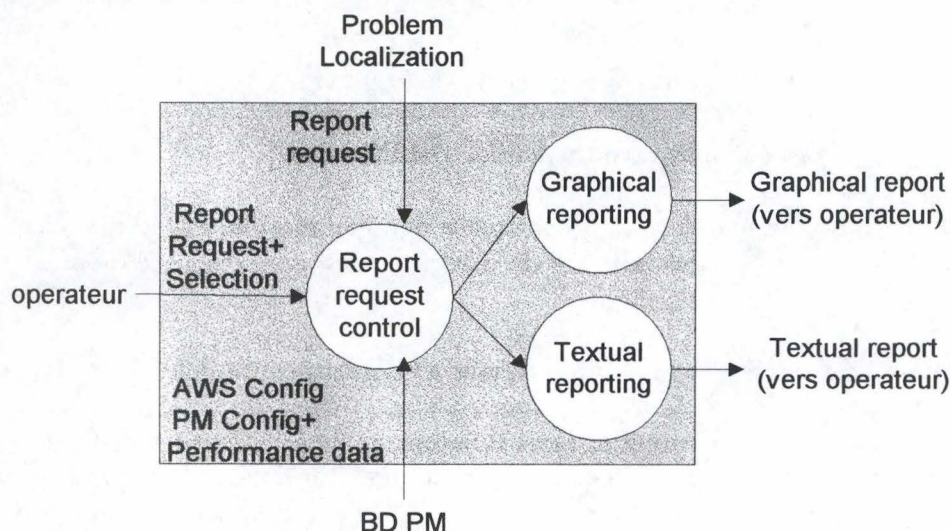 Problem
Localization
Report
request
Graphical
reporting
Graphical report
(vers operateur)
Report
Request+
Selection
operateur
Report
request
control
Textual
reporting
Textual report
(vers operateur)
AWS Config
PM Config+
Performance data
BD PM